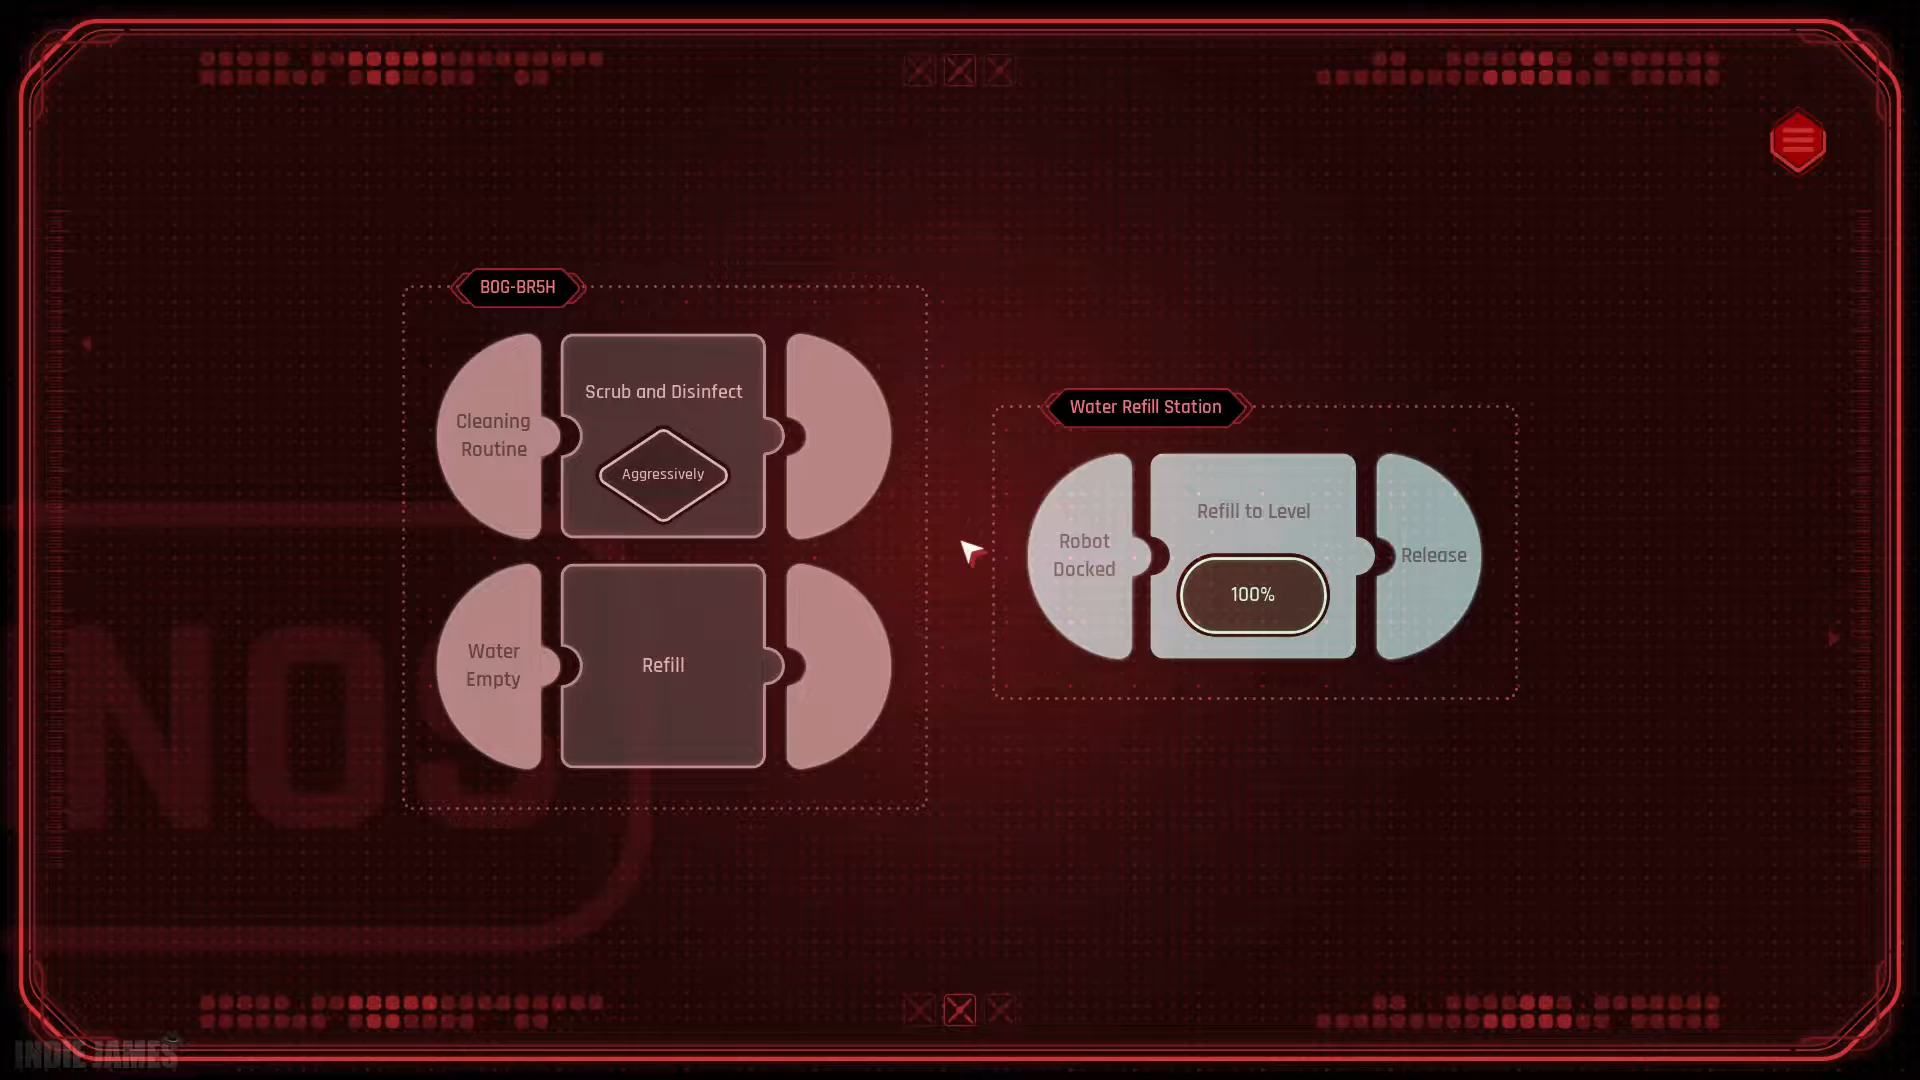 BOG-BR5H
Cleaning
Routine
Scrub and Disinfect
Aggressively
Water
Empty
Refill
Water Refill Station
Robot
Docked
Refill to Level
100%
Release
NOS
INDIE JAMES